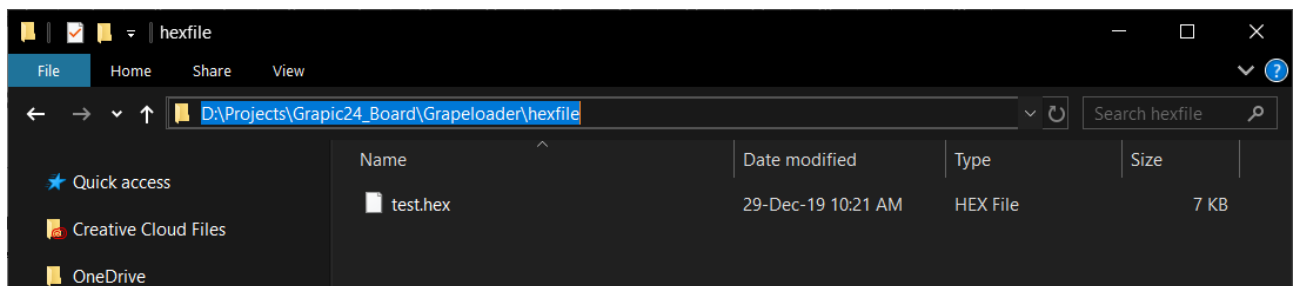 hexfile
File Home Share View
D:\Projects\Grapic24_Board\Grapeloader\hexfile Search hexfile
Name Date modified Type Size
Quick access
test.hex 29-Dec-19 10:21 AM HEX File 7 KB
Creative Cloud Files
OneDrive